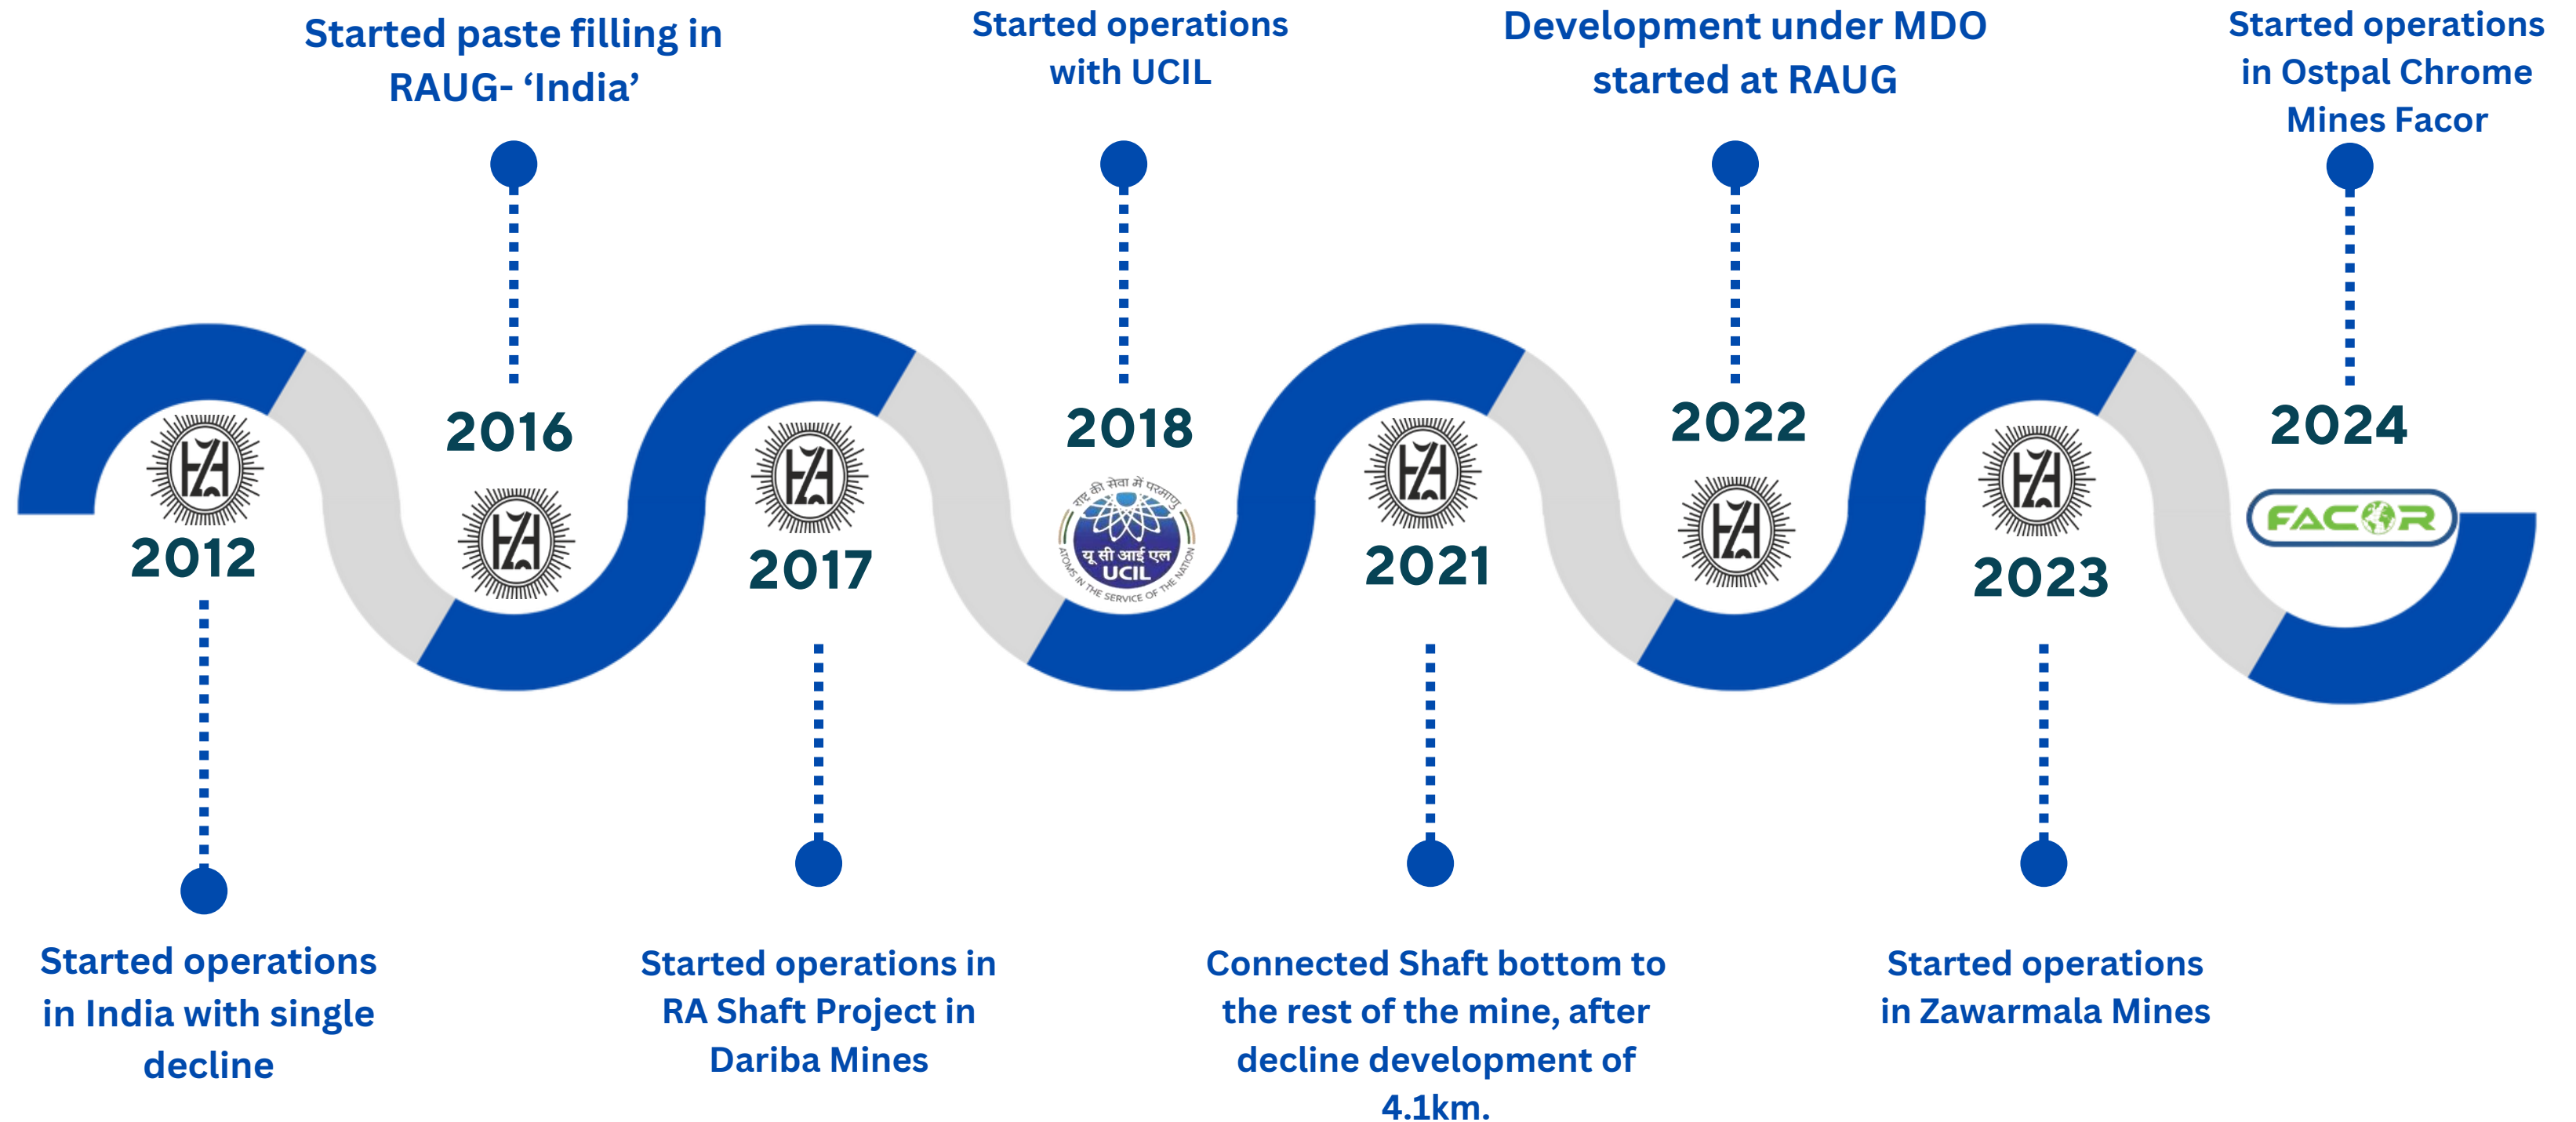 Started paste filling in
RAUG- ‘India’
Started operations
with UCIL
Development under MDO
started at RAUG
Started operations
in Ostpal Chrome
Mines Facor
2012
2016
2017
2018
राष्ट्र की सेवा में परमाणु
यू सी आई एल
UCIL
ATOMS IN THE SERVICE OF THE NATION
2021
2022
2023
2024
FACOR
Started operations
in India with single
decline
Started operations in
RA Shaft Project in
Dariba Mines
Connected Shaft bottom to
the rest of the mine, after
decline development of
4.1km.
Started operations
in Zawarmala Mines